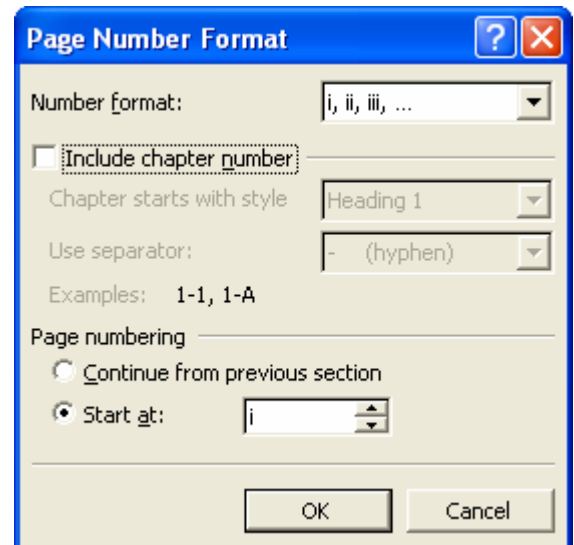 Page Number Format
Number format: i, ii, iii, ...
Include chapter number
Chapter starts with style Heading 1
Use separator: - (hyphen)
Examples: 1-1, 1-A
Page numbering
Continue from previous section
Start at: i
OK Cancel